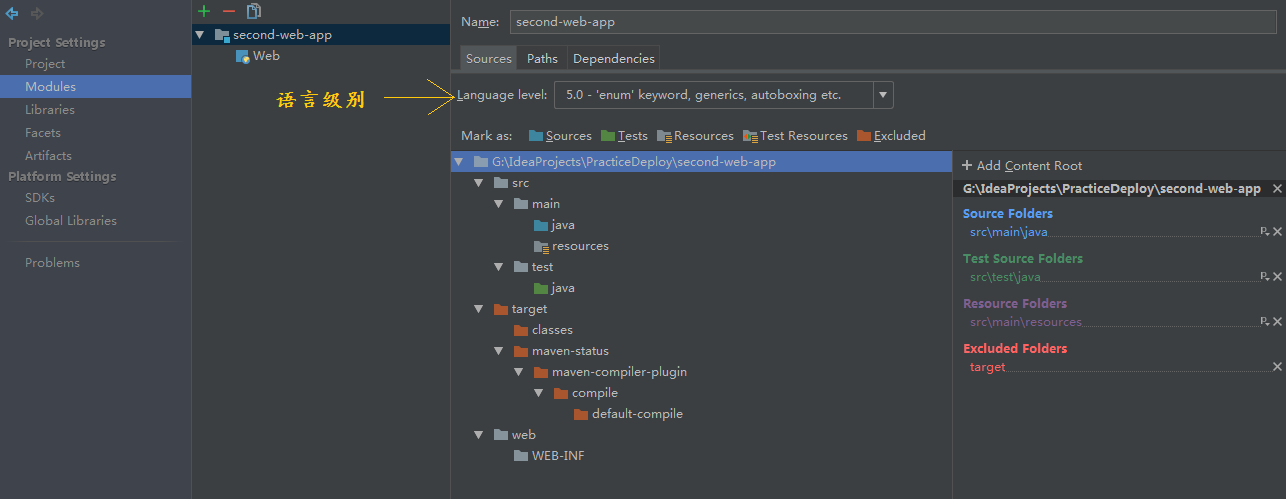 Project Settings
Project
Modules
Libraries
Facets
Artifacts
Platform Settings
SDKs
Global Libraries
Problems
second-web-app
Web
Name: second-web-app
Sources Paths Dependencies
语言级别
Language level: 5.0 - 'enum' keyword, generics, autoboxing etc.
Mark as: Sources Tests Resources Test Resources Excluded
G:\IdeaProjects\PracticeDeploy\second-web-app
src
main
java
resources
test
java
target
classes
maven-status
maven-compiler-plugin
compile
default-compile
web
WEB-INF
Add Content Root
G:\IdeaProjects\PracticeDeploy\second-web-app
Source Folders
src\main\java
Test Source Folders
src\test\java
Resource Folders
src\main\resources
Excluded Folders
target